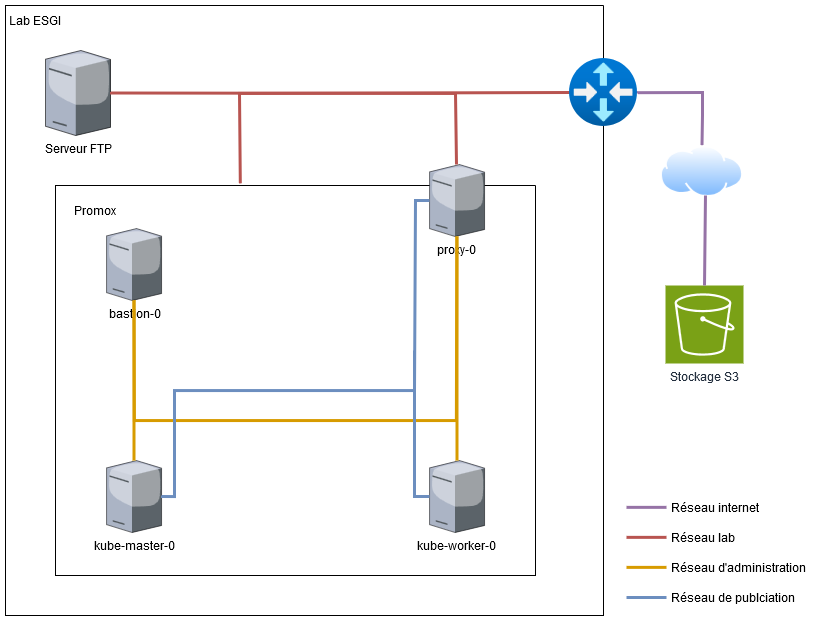 Lab ESGI
Serveur FTP
Promox
proxy-0
bastion-0
Stockage S3
kube-master-0
kube-worker-0
Réseau internet
Réseau lab
Réseau d'administration
Réseau de publciation